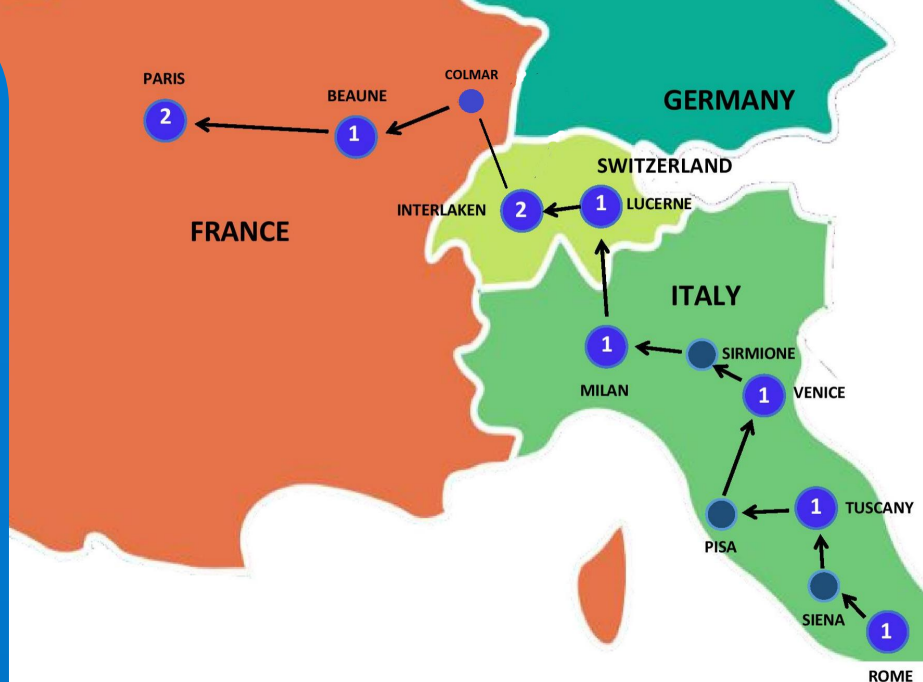 COLMAR
PARIS
BEAUNE
2
1
GERMANY
SWITZERLAND
INTERLAKEN
2
1
LUCERNE
FRANCE
ITALY
1
SIRMIONE
MILAN
1
VENICE
1
TUSCANY
PISA
SIENA
1
ROME